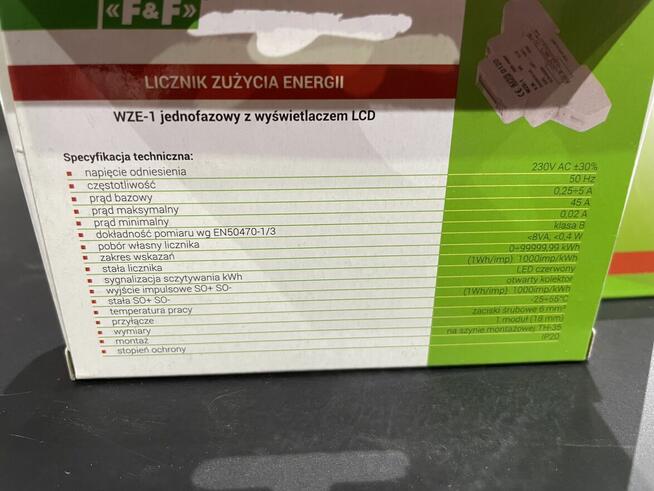 «F&F»
LICZNIK ZUŻYCIA ENERGII
WZE-1 jednofazowy z wyświetlaczem LCD
Specyfikacja techniczna:
napięcie odniesienia 230V AC ±30%
częstotliwość 50 Hz
prąd bazowy 0,25÷5 A
prąd maksymalny 45 A
prąd minimalny 0,02 A
dokładność pomiaru wg EN50470-1/3 klasa B
pobór własny licznika <8VA, <0,4 W
zakres wskazań 0÷99999,99 kWh
stała licznika (1Wh/imp) 1000imp/kWh
sygnalizacja sczytywania kWh LED czerwony
wyjście impulsowe SO+ SO- otwarty kolektor
stała SO+ SO- (1Wh/imp) 1000imp/kWh
temperatura pracy -25÷55°C
przyłącze zaciski śrubowe 6 mm²
wymiary 1 moduł (18 mm)
montaż na szynie montażowej TH-35
stopień ochrony IP20